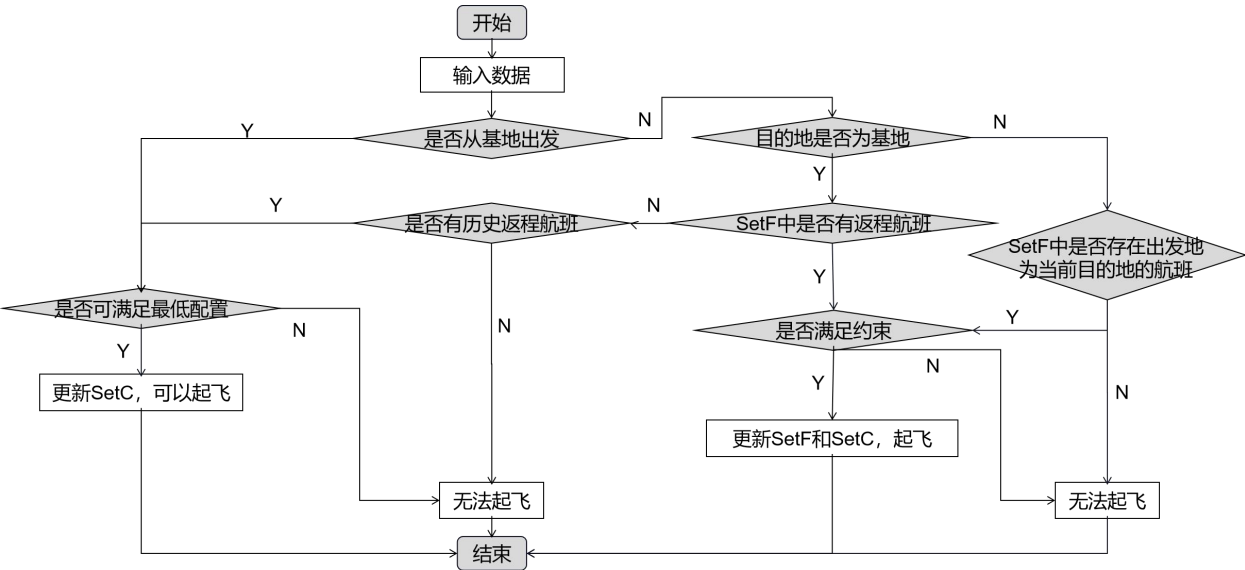 开始
输入数据
N
Y
N
是否从基地出发
目的地是否为基地
Y
Y
N
是否有历史返程航班
SetF中是否有返程航班
SetF中是否存在出发地
为当前目的地的航班
Y
是否可满足最低配置
N
N
Y
是否满足约束
Y
N
Y
N
更新SetC，可以起飞
更新SetF和SetC，起飞
无法起飞
无法起飞
结束